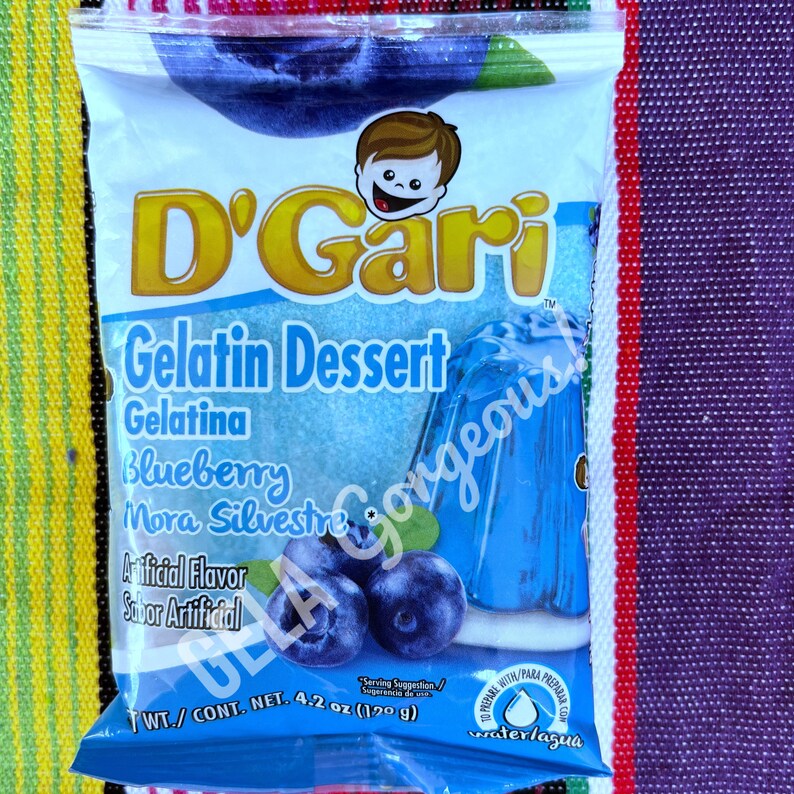 D'Gari
TM
Gelatin Dessert
Gelatina
Blueberry
Mora Silvestre *
Artificial Flavor
Sabor Artificial
GELA Gorgeous!
*Serving Suggestion./
Sugerencia de uso.
WT./ CONT. NET. 4.2 oz (120 g)
TO PREPARE WITH/PARA PREPARAR CON
water/agua